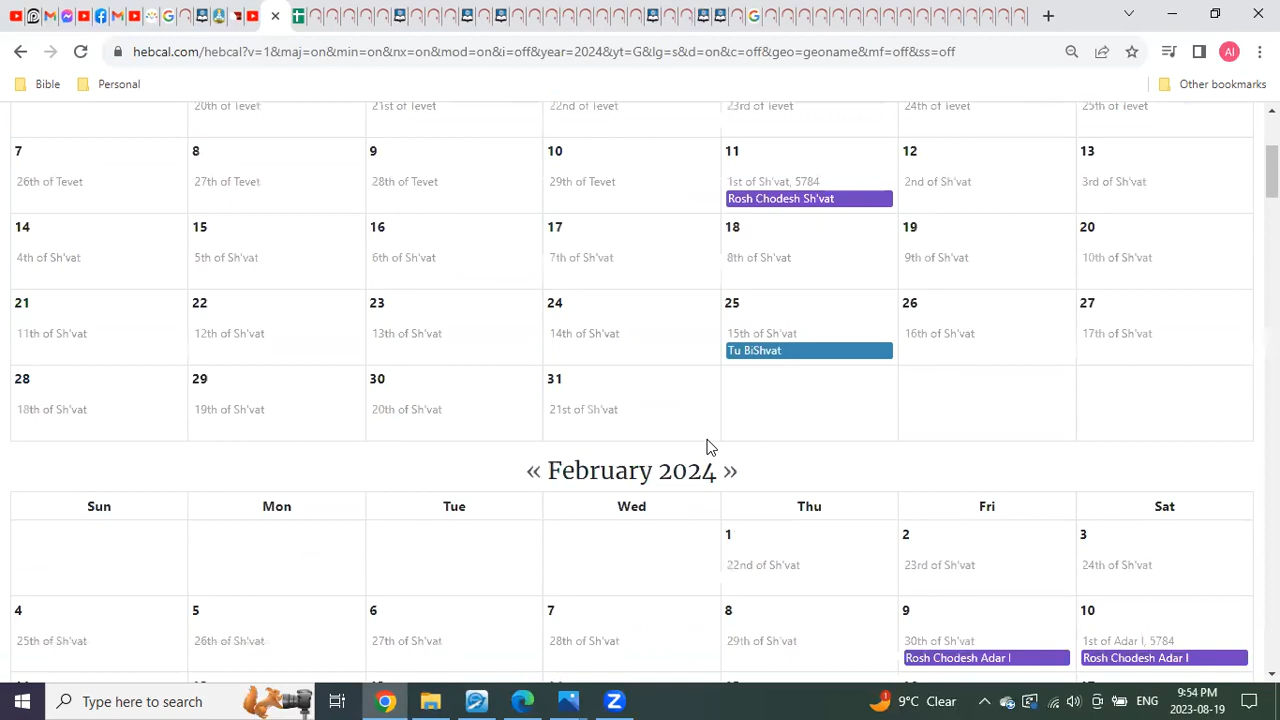 hebcal.com/hebcal?v=1&maj=on&min=on&nx=on&mod=on&i=off&year=2024&yt=G&lg=s&d=on&c=off&geo=geoname&mf=off&ss=off
AI
Bible Personal Other bookmarks
20th of Tevet 21st of Tevet 22nd of Tevet 23rd of Tevet 24th of Tevet 25th of Tevet
7 8 9 10 11 12 13
26th of Tevet 27th of Tevet 28th of Tevet 29th of Tevet 1st of Sh'vat, 5784 2nd of Sh'vat 3rd of Sh'vat
Rosh Chodesh Sh'vat
14 15 16 17 18 19 20
4th of Sh'vat 5th of Sh'vat 6th of Sh'vat 7th of Sh'vat 8th of Sh'vat 9th of Sh'vat 10th of Sh'vat
21 22 23 24 25 26 27
11th of Sh'vat 12th of Sh'vat 13th of Sh'vat 14th of Sh'vat 15th of Sh'vat 16th of Sh'vat 17th of Sh'vat
Tu BiShvat
28 29 30 31
18th of Sh'vat 19th of Sh'vat 20th of Sh'vat 21st of Sh'vat
« February 2024 »
Sun Mon Tue Wed Thu Fri Sat
1 2 3
22nd of Sh'vat 23rd of Sh'vat 24th of Sh'vat
4 5 6 7 8 9 10
25th of Sh'vat 26th of Sh'vat 27th of Sh'vat 28th of Sh'vat 29th of Sh'vat 30th of Sh'vat 1st of Adar I, 5784
Rosh Chodesh Adar I Rosh Chodesh Adar I
Type here to search 1 9°C Clear ENG 9:54 PM
2023-08-19